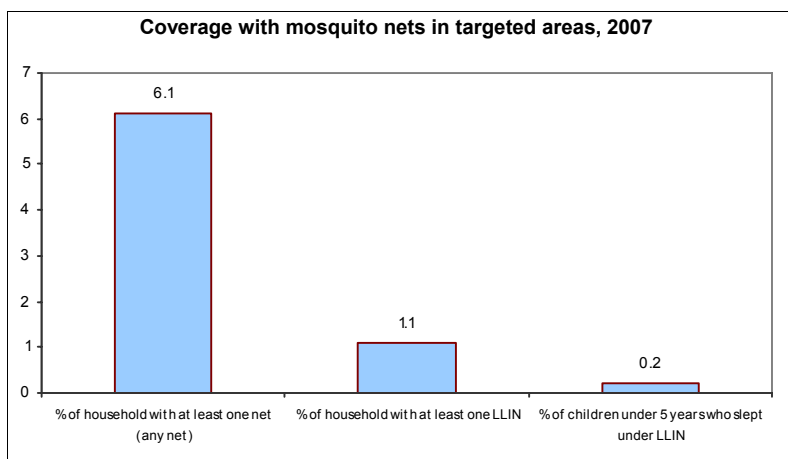 Coverage with mosquito nets in targeted areas, 2007
7
6
5
4
3
2
1
0
6.1
1.1
0.2
% of household with at least one net
(any net)
% of household with at least one LLIN
% of children under 5 years who slept
under LLIN